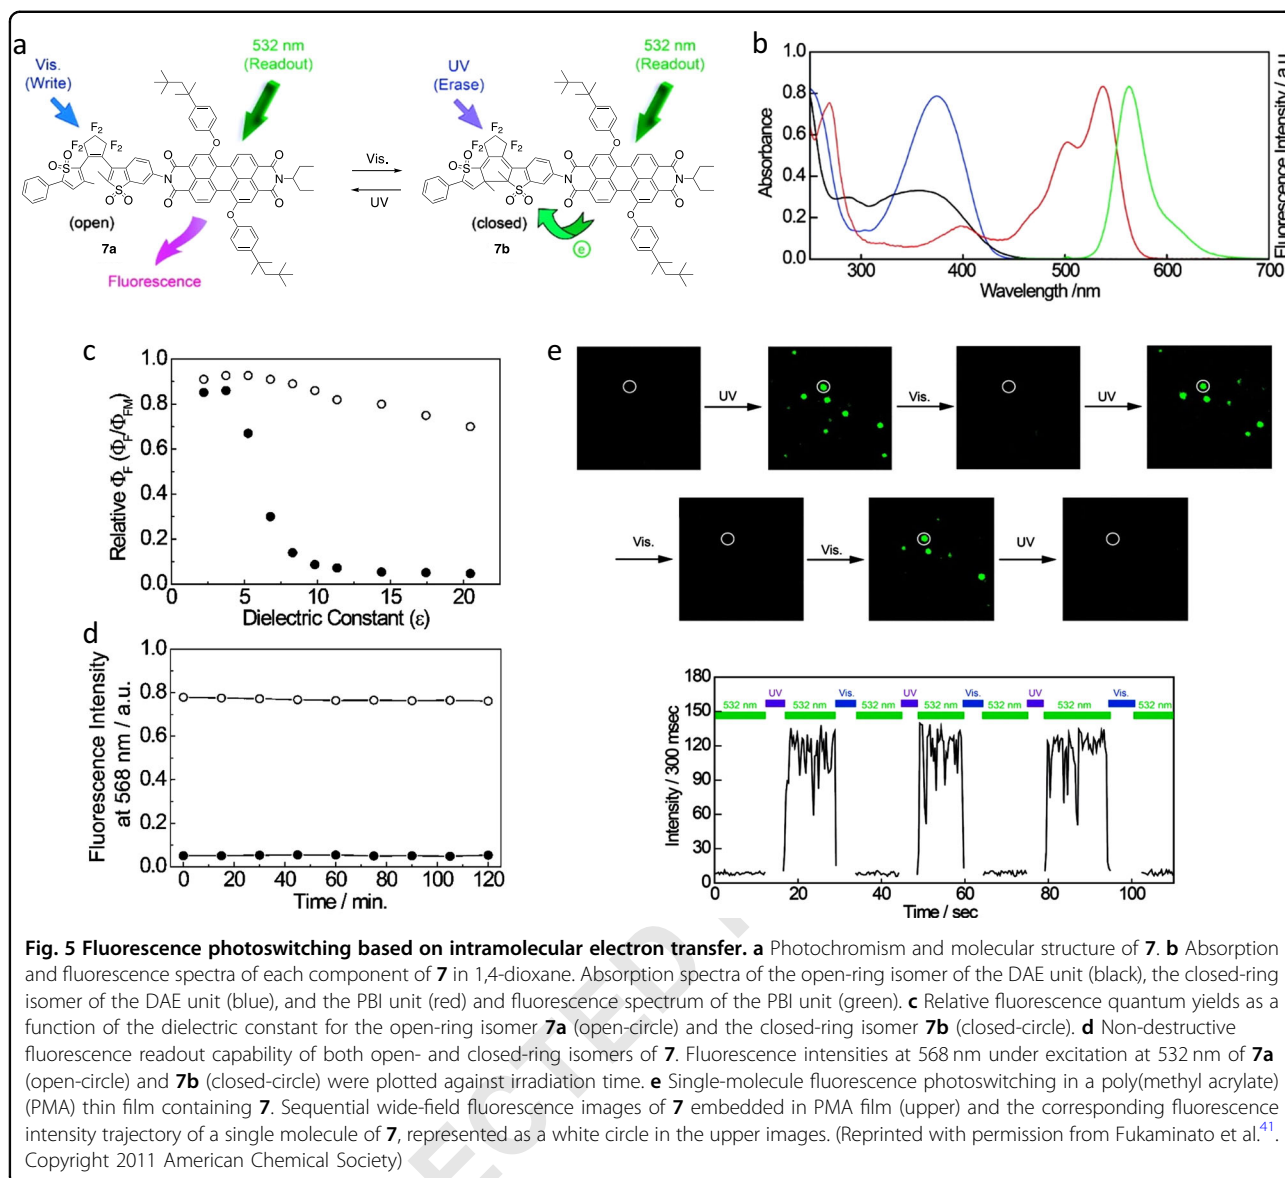 a
Vis.
(Write)
532 nm
(Readout)
UV
(Erase)
532 nm
(Readout)
F2
F2 F2
O
O
S
S
O O
N
O
O
O
O
N
O
O
(open)
7a
Fluorescence
Vis.
UV
F2
F2 F2
O
O
S
S
O O
N
O
O
O
O
N
O
O
(closed)
7b
e
b
Absorbance
1.0
0.8
0.6
0.4
0.2
0.0
300 400 500 600 700
Wavelength /nm
Fluorescence Intensity / a.u.
c
Relative ΦF (ΦF/ΦFM)
1.0
0.8
0.6
0.4
0.2
0.0
0 5 10 15 20
Dielectric Constant (ε)
d
Fluorescence Intensity
at 568 nm / a.u.
1.0
0.8
0.6
0.4
0.2
0.0
0 20 40 60 80 100 120
Time / min.
e
UV
Vis.
UV
Vis.
Vis.
UV
Intensity / 300 msec
180
150
120
90
60
30
0
UV Vis. UV Vis. UV Vis.
532 nm 532 nm 532 nm 532 nm 532 nm 532 nm 532 nm
0 20 40 60 80 100
Time / sec
Fig. 5 Fluorescence photoswitching based on intramolecular electron transfer. a Photochromism and molecular structure of 7. b Absorption
and fluorescence spectra of each component of 7 in 1,4-dioxane. Absorption spectra of the open-ring isomer of the DAE unit (black), the closed-ring
isomer of the DAE unit (blue), and the PBI unit (red) and fluorescence spectrum of the PBI unit (green). c Relative fluorescence quantum yields as a
function of the dielectric constant for the open-ring isomer 7a (open-circle) and the closed-ring isomer 7b (closed-circle). d Non-destructive
fluorescence readout capability of both open- and closed-ring isomers of 7. Fluorescence intensities at 568 nm under excitation at 532 nm of 7a
(open-circle) and 7b (closed-circle) were plotted against irradiation time. e Single-molecule fluorescence photoswitching in a poly(methyl acrylate)
(PMA) thin film containing 7. Sequential wide-field fluorescence images of 7 embedded in PMA film (upper) and the corresponding fluorescence
intensity trajectory of a single molecule of 7, represented as a white circle in the upper images. (Reprinted with permission from Fukaminato et al.41.
Copyright 2011 American Chemical Society)